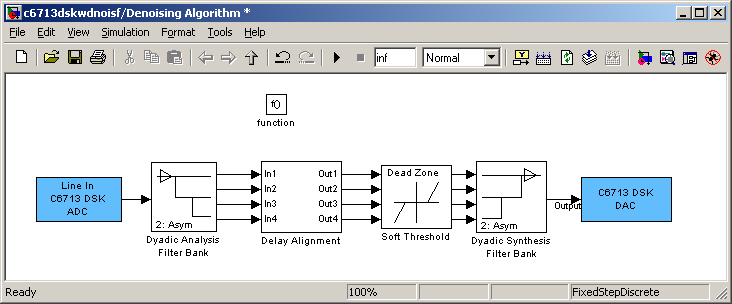 c6713dskwdnoisf/Denoising Algorithm *
File Edit View Simulation Format Tools Help
inf Normal
f()
function
Line In
C6713 DSK
ADC
2: Asym
Dyadic Analysis
Filter Bank
In1 Out1
In2 Out2
In3 Out3
In4 Out4
Delay Alignment
Dead Zone
Soft Threshold
2: Asym
Dyadic Synthesis
Filter Bank
Output
C6713 DSK
DAC
Ready 100% FixedStepDiscrete